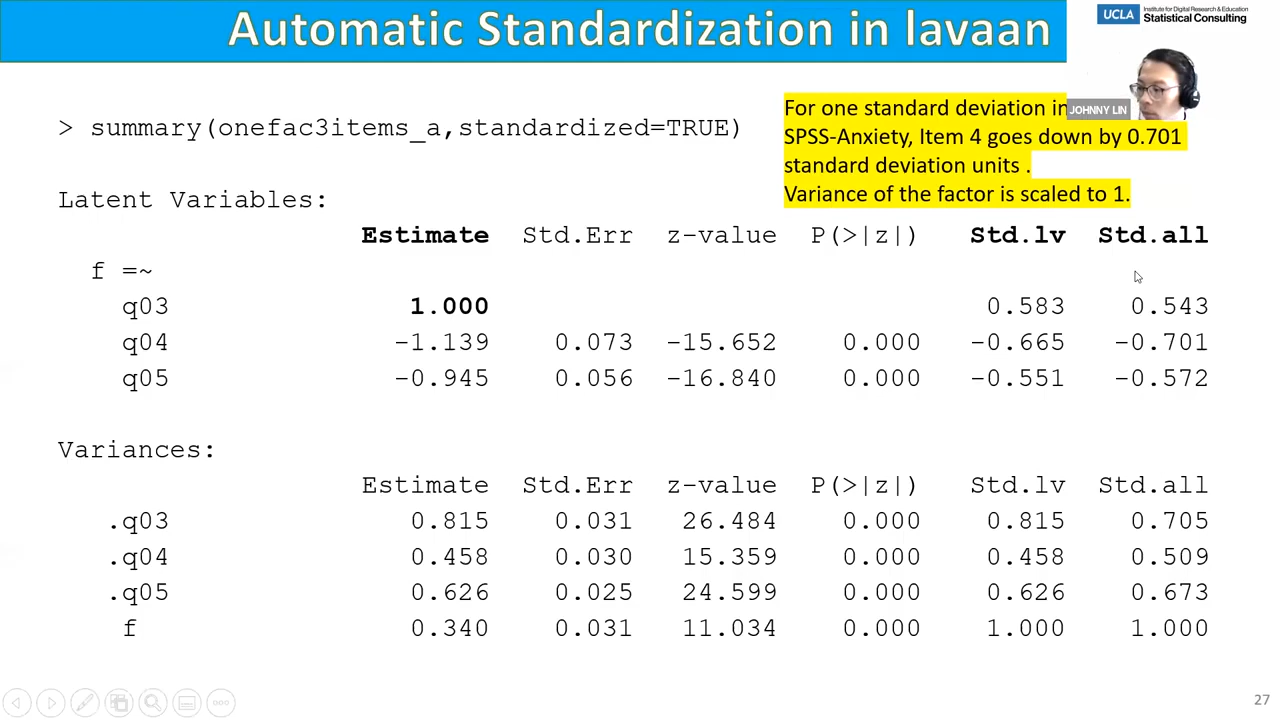 Automatic Standardization in lavaan
UCLA
Institute for Digital Research & Education
Statistical Consulting
JOHNNY LIN
For one standard deviation in
SPSS-Anxiety, Item 4 goes down by 0.701
standard deviation units .
Variance of the factor is scaled to 1.
> summary(onefac3items_a,standardized=TRUE)
Latent Variables:
Estimate Std.Err z-value P(>|z|) Std.lv Std.all
f =~
q03 1.000 0.583 0.543
q04 -1.139 0.073 -15.652 0.000 -0.665 -0.701
q05 -0.945 0.056 -16.840 0.000 -0.551 -0.572
Variances:
Estimate Std.Err z-value P(>|z|) Std.lv Std.all
.q03 0.815 0.031 26.484 0.000 0.815 0.705
.q04 0.458 0.030 15.359 0.000 0.458 0.509
.q05 0.626 0.025 24.599 0.000 0.626 0.673
f 0.340 0.031 11.034 0.000 1.000 1.000
27